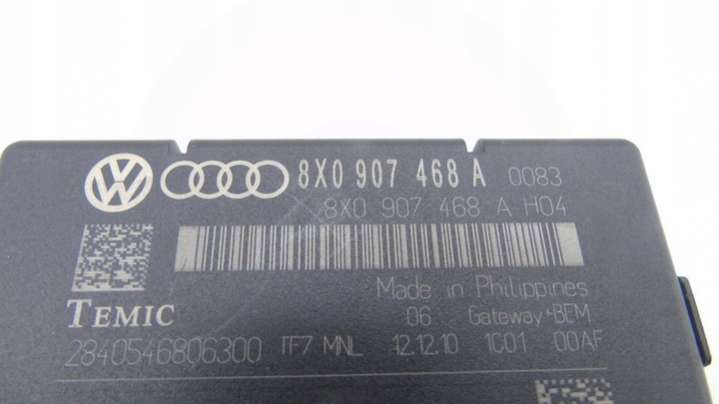 8X0 907 468 A 0083
8X0 907 468 A H04
Made in Philippines
06 Gateway+BEM
TEMIC
2840546806300 TF7 MNL 12.12.10 1C01 00AF